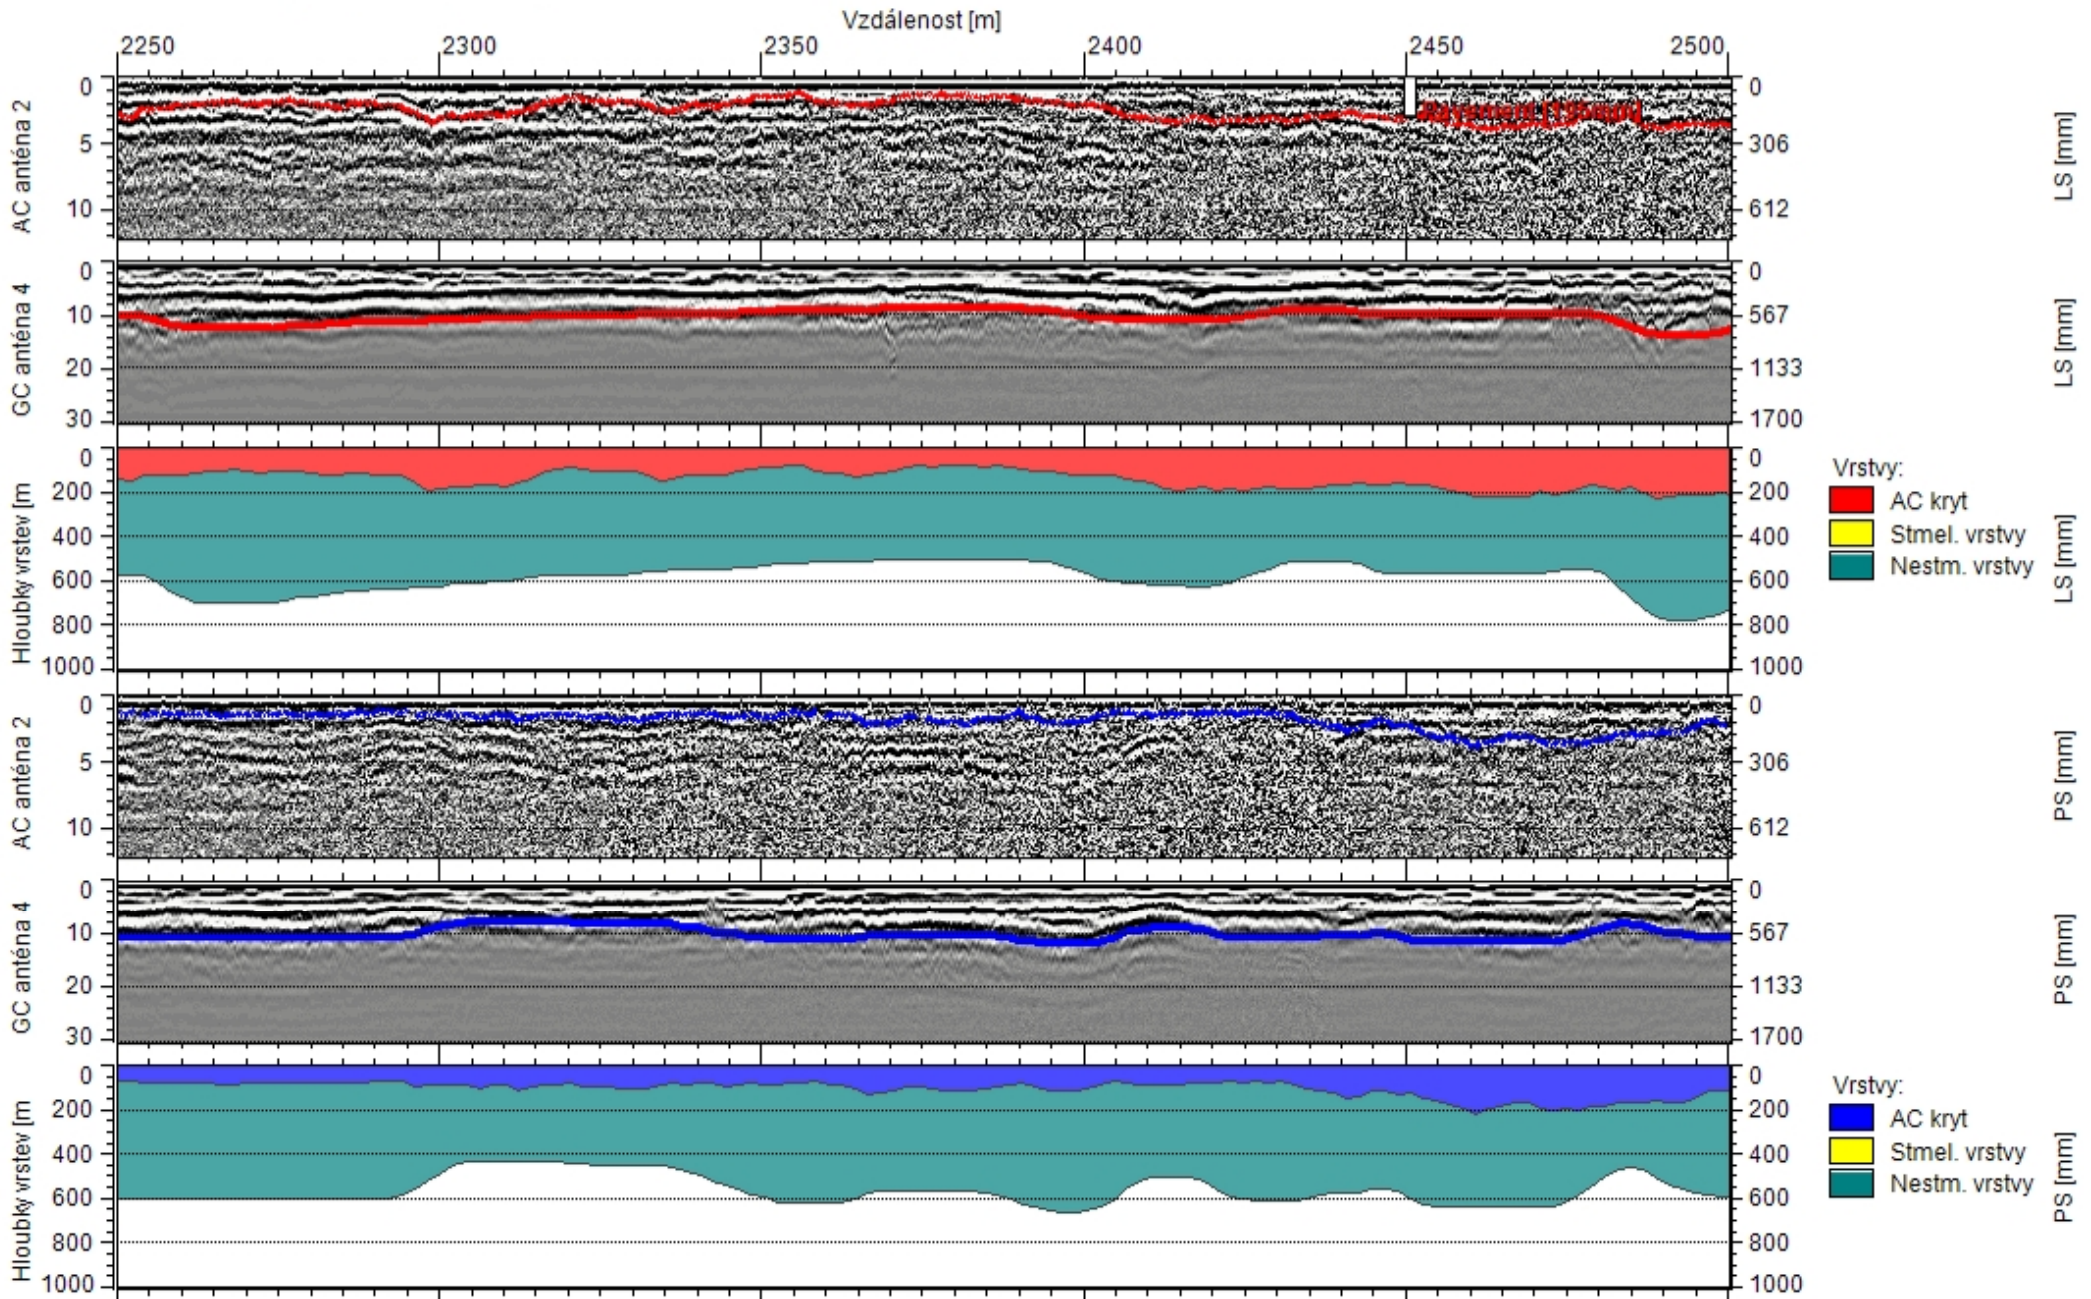 Vzdálenost [m]
2250 2300 2350 2400 2450 2500
AC anténa 2
0 5 10
0 306 612
LS [mm]
GC anténa 4
0 10 20 30
0 567 1133 1700
LS [mm]
Hloubky vrstev [m
0 200 400 600 800 1000
0 200 400 600 800 1000
LS [mm]
Vrstvy:
AC kryt
Stmel. vrstvy
Nestm. vrstvy
AC anténa 2
0 5 10
0 306 612
PS [mm]
GC anténa 4
0 10 20 30
0 567 1133 1700
PS [mm]
Hloubky vrstev [m
0 200 400 600 800 1000
0 200 400 600 800 1000
PS [mm]
Vrstvy:
AC kryt
Stmel. vrstvy
Nestm. vrstvy